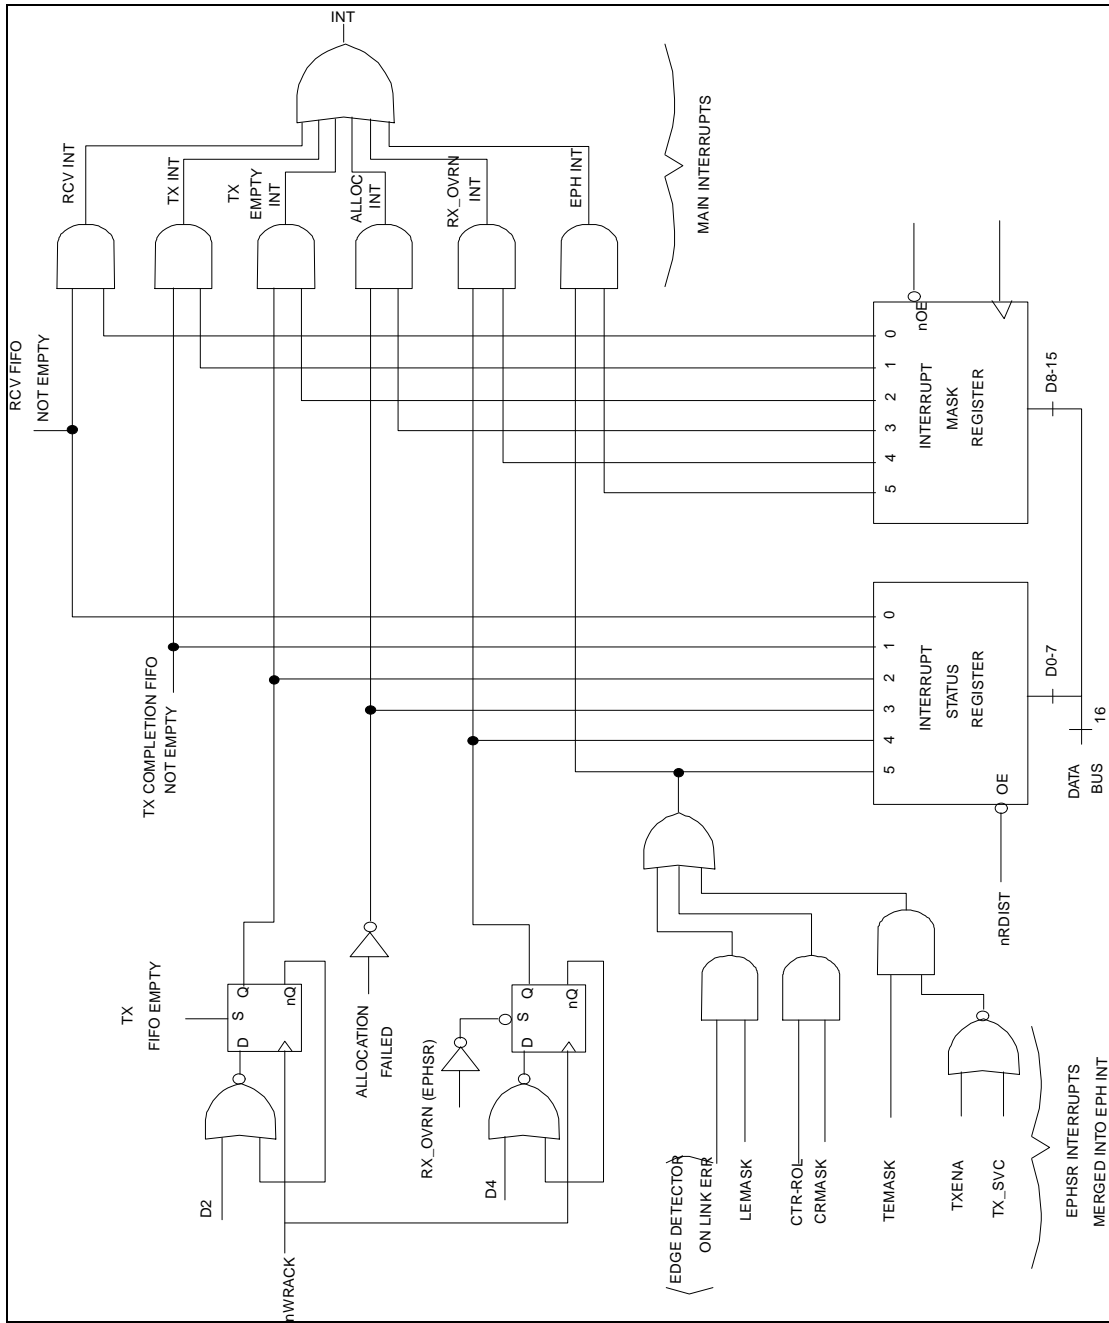 INT
RCV INT
TX INT
TX
EMPTY
INT
ALLOC
INT
RX_OVRN
INT
EPH INT
MAIN INTERRUPTS
RCV FIFO
NOT EMPTY
nOE
0
1
2
3
4
5
INTERRUPT
MASK
REGISTER
D8-15
TX COMPLETION FIFO
NOT EMPTY
0
1
2
3
4
5
INTERRUPT
STATUS
REGISTER
OE
D0-7
16
DATA
BUS
nRDIST
TX
FIFO EMPTY
S
Q
nQ
D
D2
nWRACK
ALLOCATION
FAILED
RX_OVRN (EPHSR)
S
Q
nQ
D
D4
EDGE DETECTOR
ON LINK ERR
LEMASK
CTR-ROL
CRMASK
TEMASK
TXENA
TX_SVC
EPHSR INTERRUPTS
MERGED INTO EPH INT